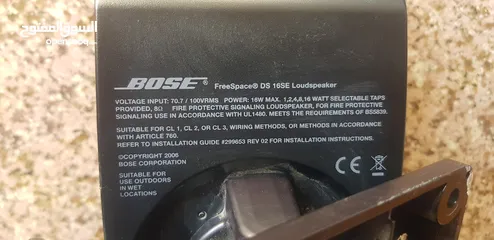 السوق المفتوح
opensooq.com
BOSE FreeSpace® DS 16SE Loudspeaker
VOLTAGE INPUT: 70.7 / 100VRMS POWER: 16W MAX. 1,2,4,8,16 WATT SELECTABLE TAPS
PROVIDED, 8Ω FIRE PROTECTIVE SIGNALING LOUDSPEAKER, FOR FIRE PROTECTIVE
SIGNALING USE IN ACCORDANCE WITH UL1480. MEETS THE REQUIREMENTS OF BS5839.
SUITABLE FOR CL 1, CL 2, OR CL 3, WIRING METHODS, OR METHODS IN ACCORDANCE
WITH ARTICLE 760.
REFER TO INSTALLATION GUIDE #299653 REV 02 FOR INSTALLATION INSTRUCTIONS.
©COPYRIGHT 2006
BOSE CORPORATION
SUITABLE FOR
USE OUTDOORS
IN WET
LOCATIONS
CE